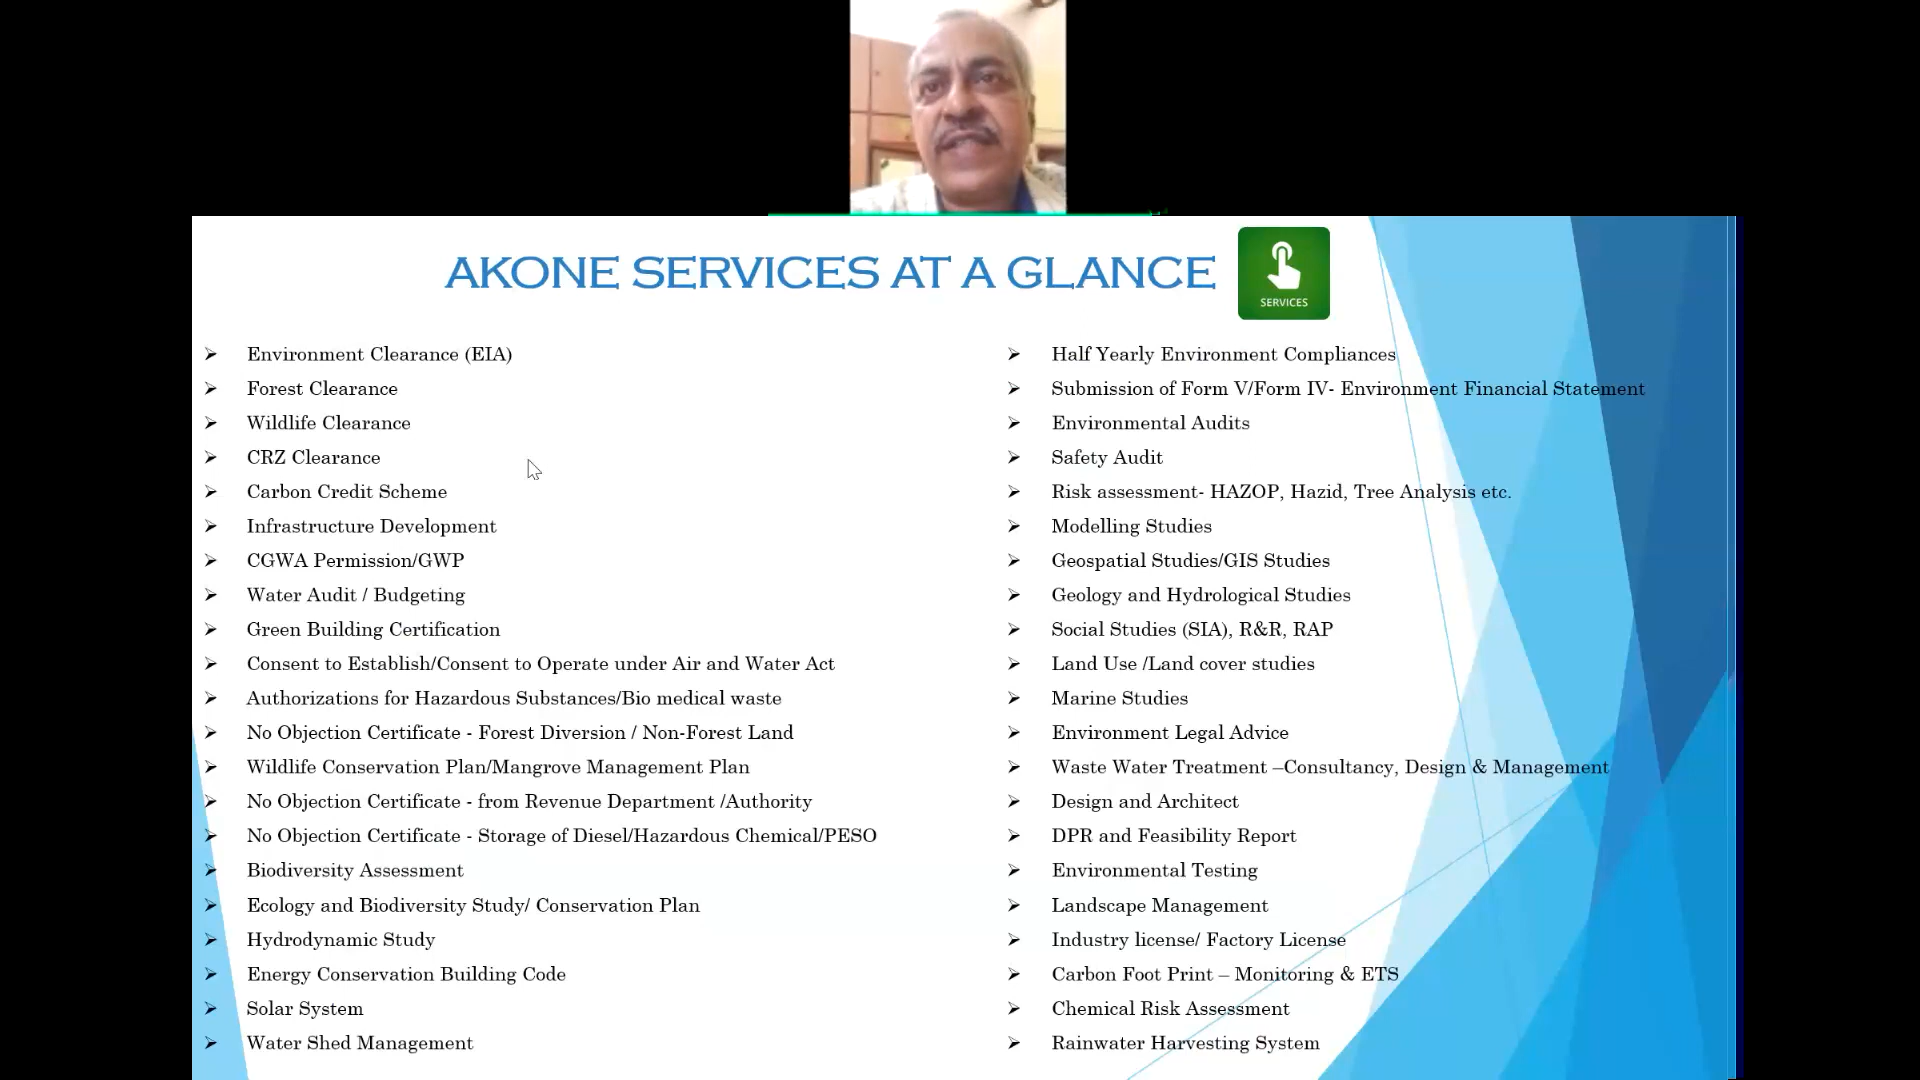 AKONE SERVICES AT A GLANCE
SERVICES
Environment Clearance (EIA)
Forest Clearance
Wildlife Clearance
CRZ Clearance
Carbon Credit Scheme
Infrastructure Development
CGWA Permission/GWP
Water Audit / Budgeting
Green Building Certification
Consent to Establish/Consent to Operate under Air and Water Act
Authorizations for Hazardous Substances/Bio medical waste
No Objection Certificate - Forest Diversion / Non-Forest Land
Wildlife Conservation Plan/Mangrove Management Plan
No Objection Certificate - from Revenue Department /Authority
No Objection Certificate - Storage of Diesel/Hazardous Chemical/PESO
Biodiversity Assessment
Ecology and Biodiversity Study/ Conservation Plan
Hydrodynamic Study
Energy Conservation Building Code
Solar System
Water Shed Management
Half Yearly Environment Compliances
Submission of Form V/Form IV- Environment Financial Statement
Environmental Audits
Safety Audit
Risk assessment- HAZOP, Hazid, Tree Analysis etc.
Modelling Studies
Geospatial Studies/GIS Studies
Geology and Hydrological Studies
Social Studies (SIA), R&R, RAP
Land Use /Land cover studies
Marine Studies
Environment Legal Advice
Waste Water Treatment –Consultancy, Design & Management
Design and Architect
DPR and Feasibility Report
Environmental Testing
Landscape Management
Industry license/ Factory License
Carbon Foot Print – Monitoring & ETS
Chemical Risk Assessment
Rainwater Harvesting System